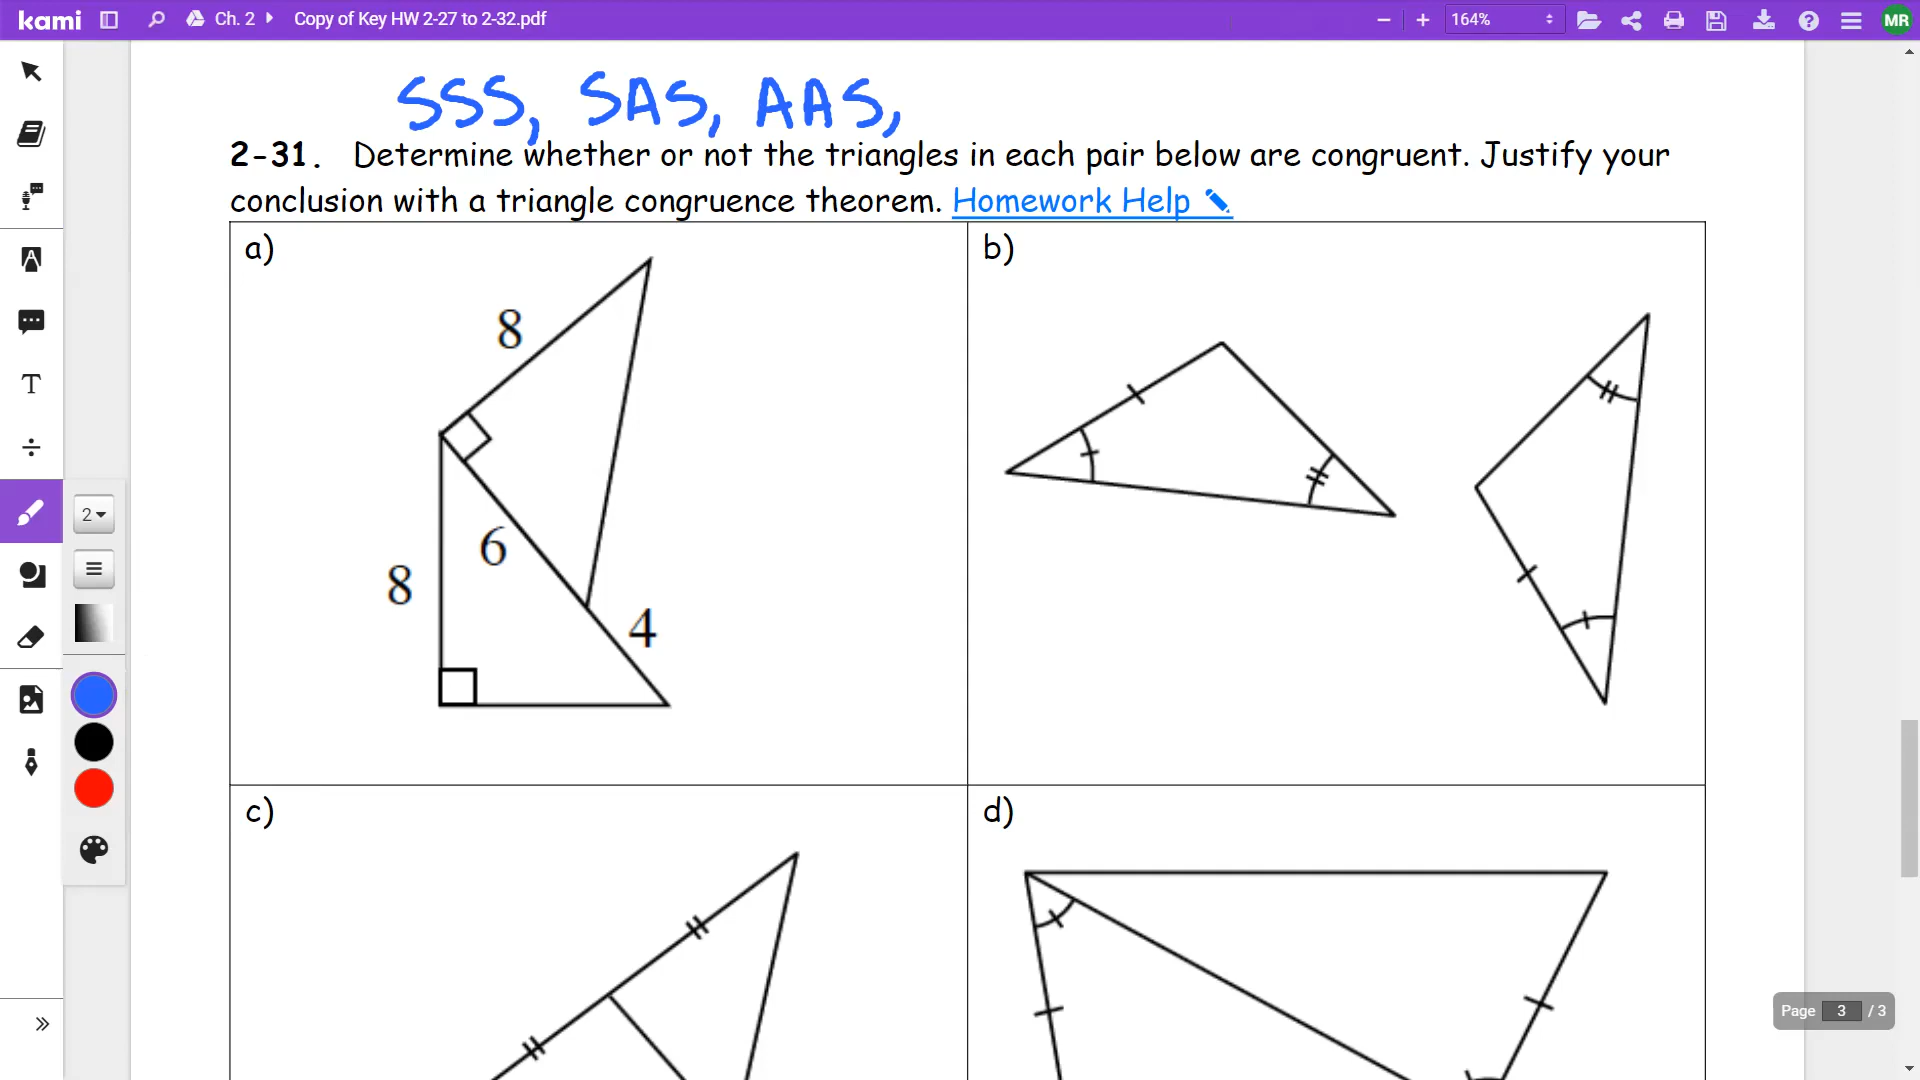 kami Ch. 2 Copy of Key HW 2-27 to 2-32.pdf 164% MR
SSS, SAS, AAS,
2-31. Determine whether or not the triangles in each pair below are congruent. Justify your
conclusion with a triangle congruence theorem. Homework Help
a)
b)
8
6
8
4
2
c)
d)
Page 3 / 3